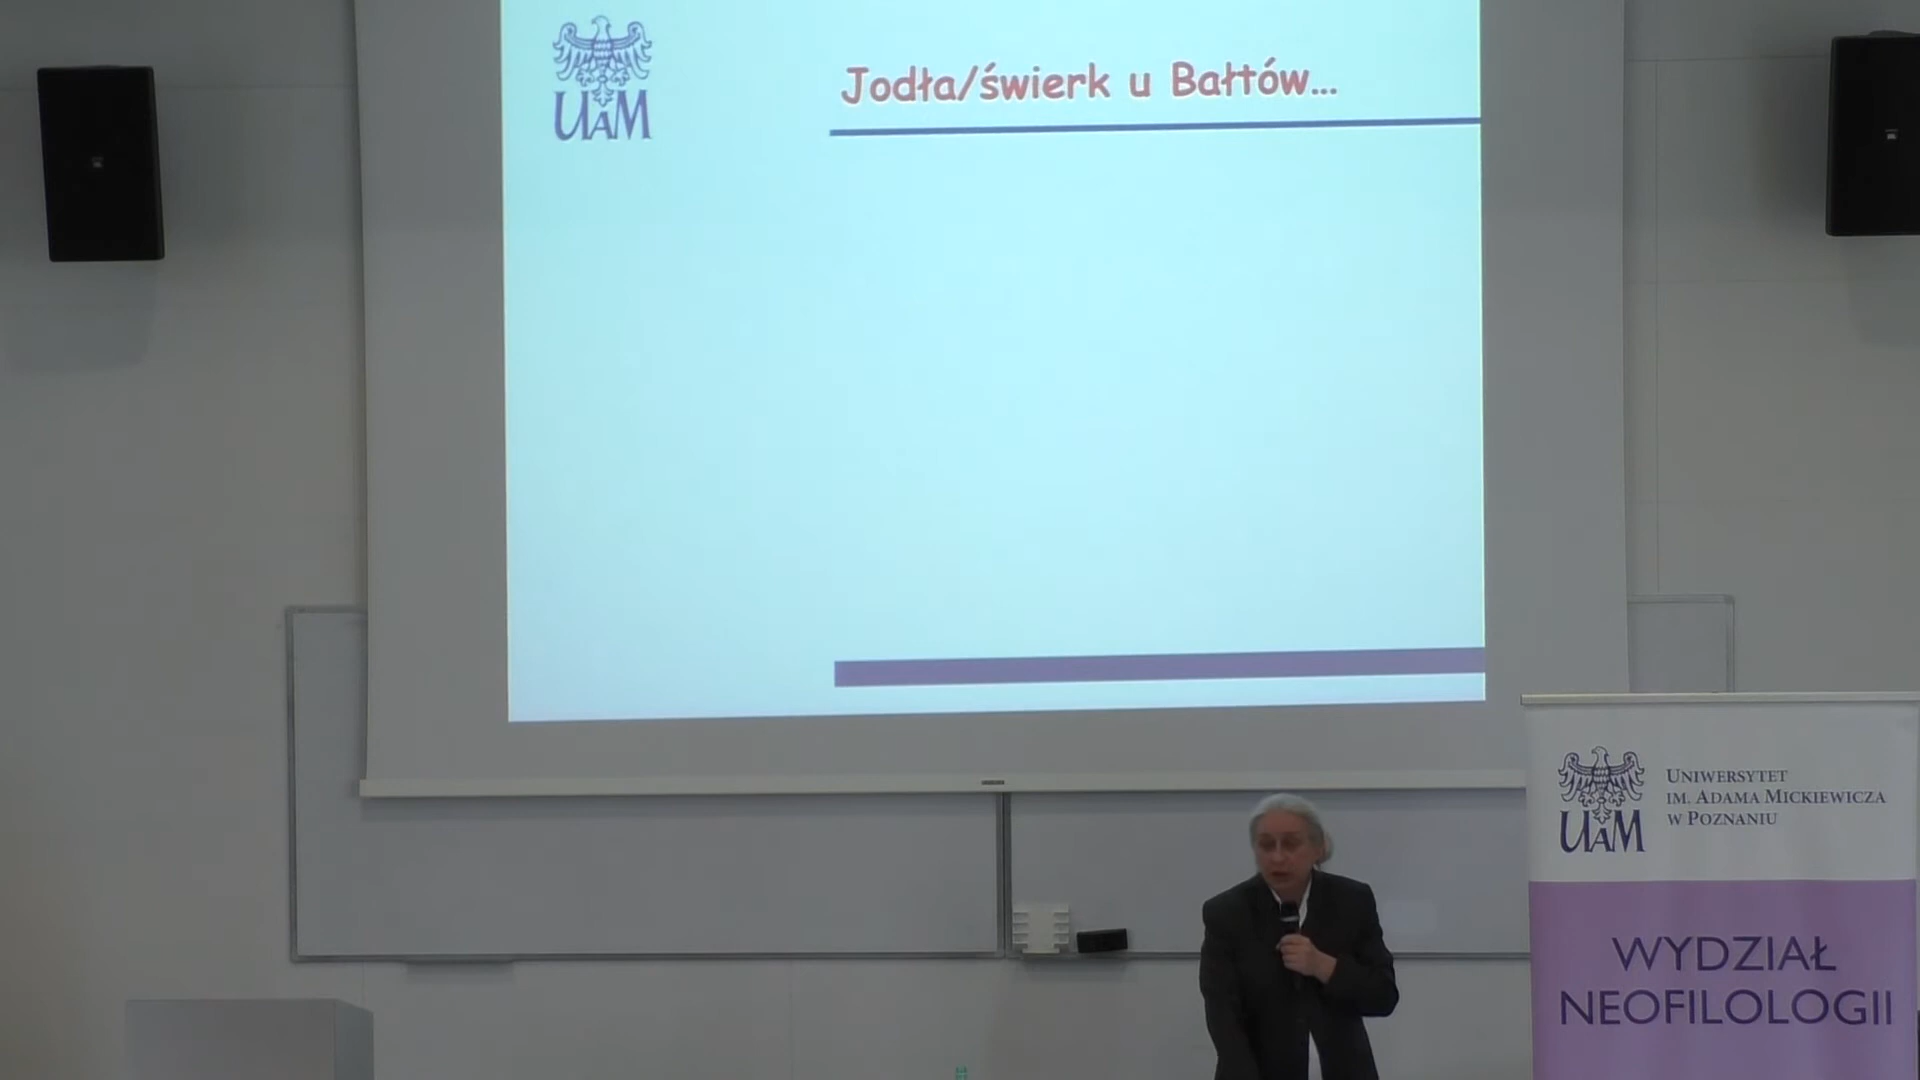 UAM
Jodła/świerk u Bałtów...
UAM
UNIWERSYTET
IM. ADAMA MICKIEWICZA
W POZNANIU
WYDZIAŁ
NEOFILOLOGII